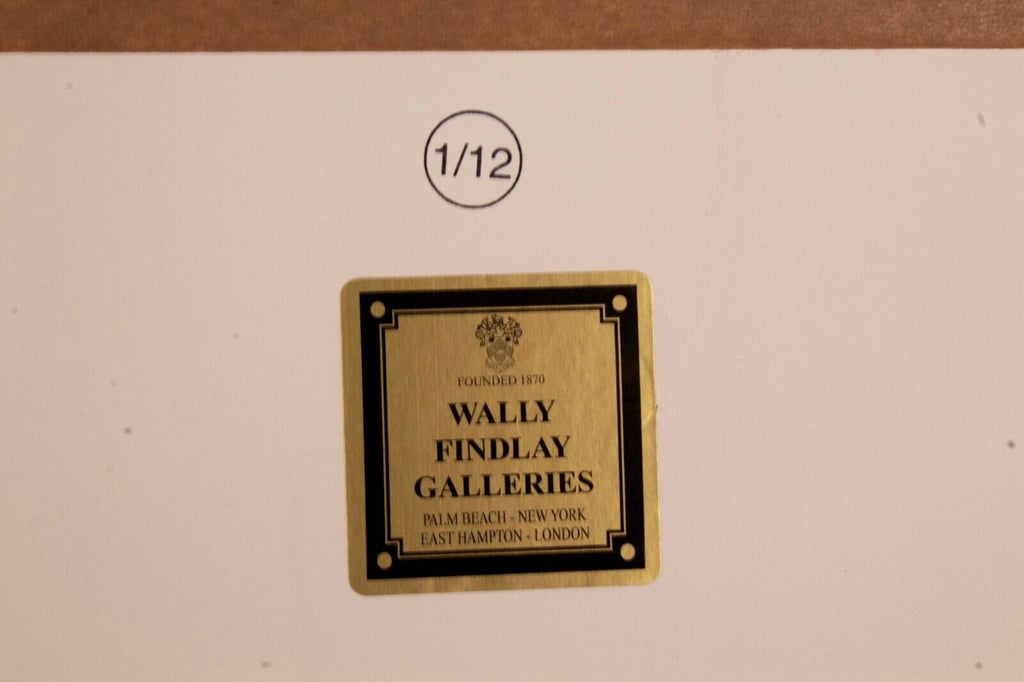 1/12
FOUNDED 1870
WALLY
FINDLAY
GALLERIES
PALM BEACH - NEW YORK
EAST HAMPTON - LONDON